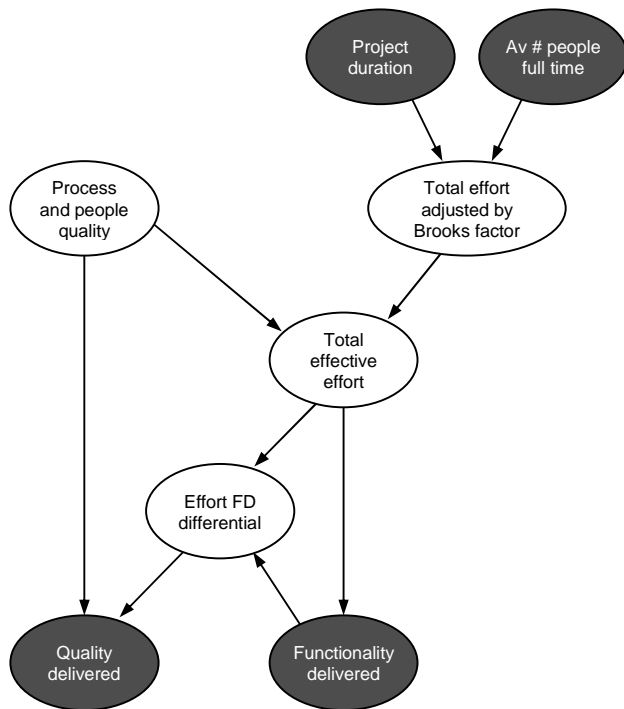 Project
duration
Av # people
full time
Process
and people
quality
Total effort
adjusted by
Brooks factor
Total
effective
effort
Effort FD
differential
Quality
delivered
Functionality
delivered